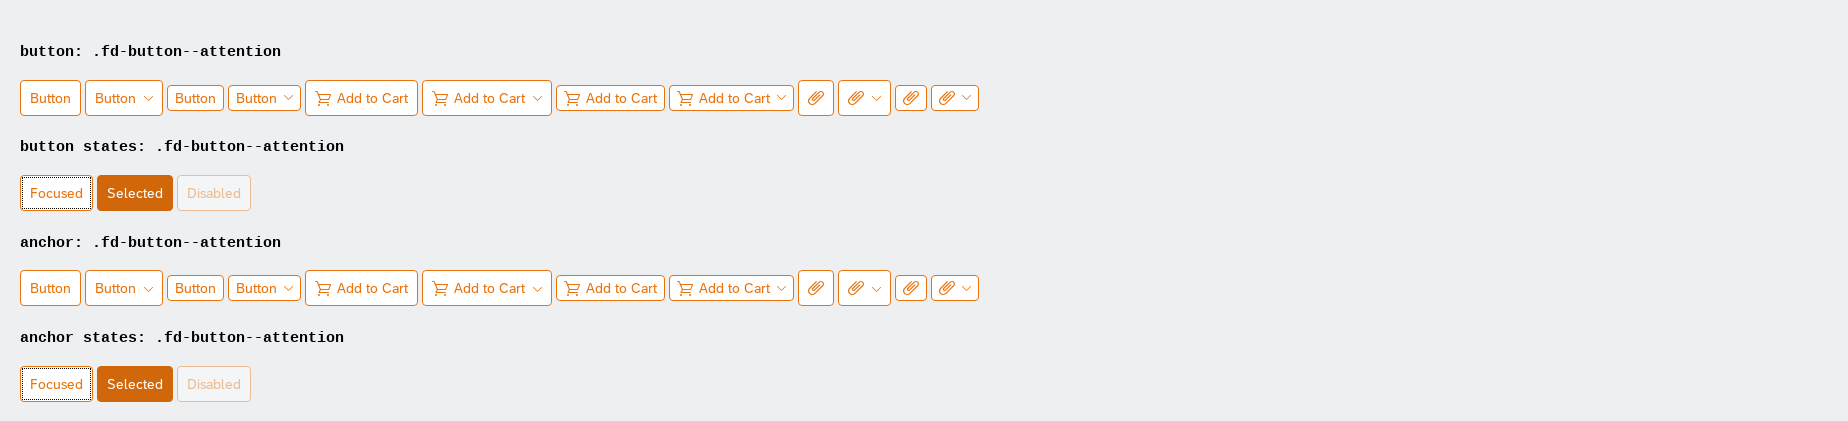 button: .fd-button--attention
Button Button Button Button Add to Cart Add to Cart Add to Cart Add to Cart
button states: .fd-button--attention
Focused Selected Disabled
anchor: .fd-button--attention
Button Button Button Button Add to Cart Add to Cart Add to Cart Add to Cart
anchor states: .fd-button--attention
Focused Selected Disabled